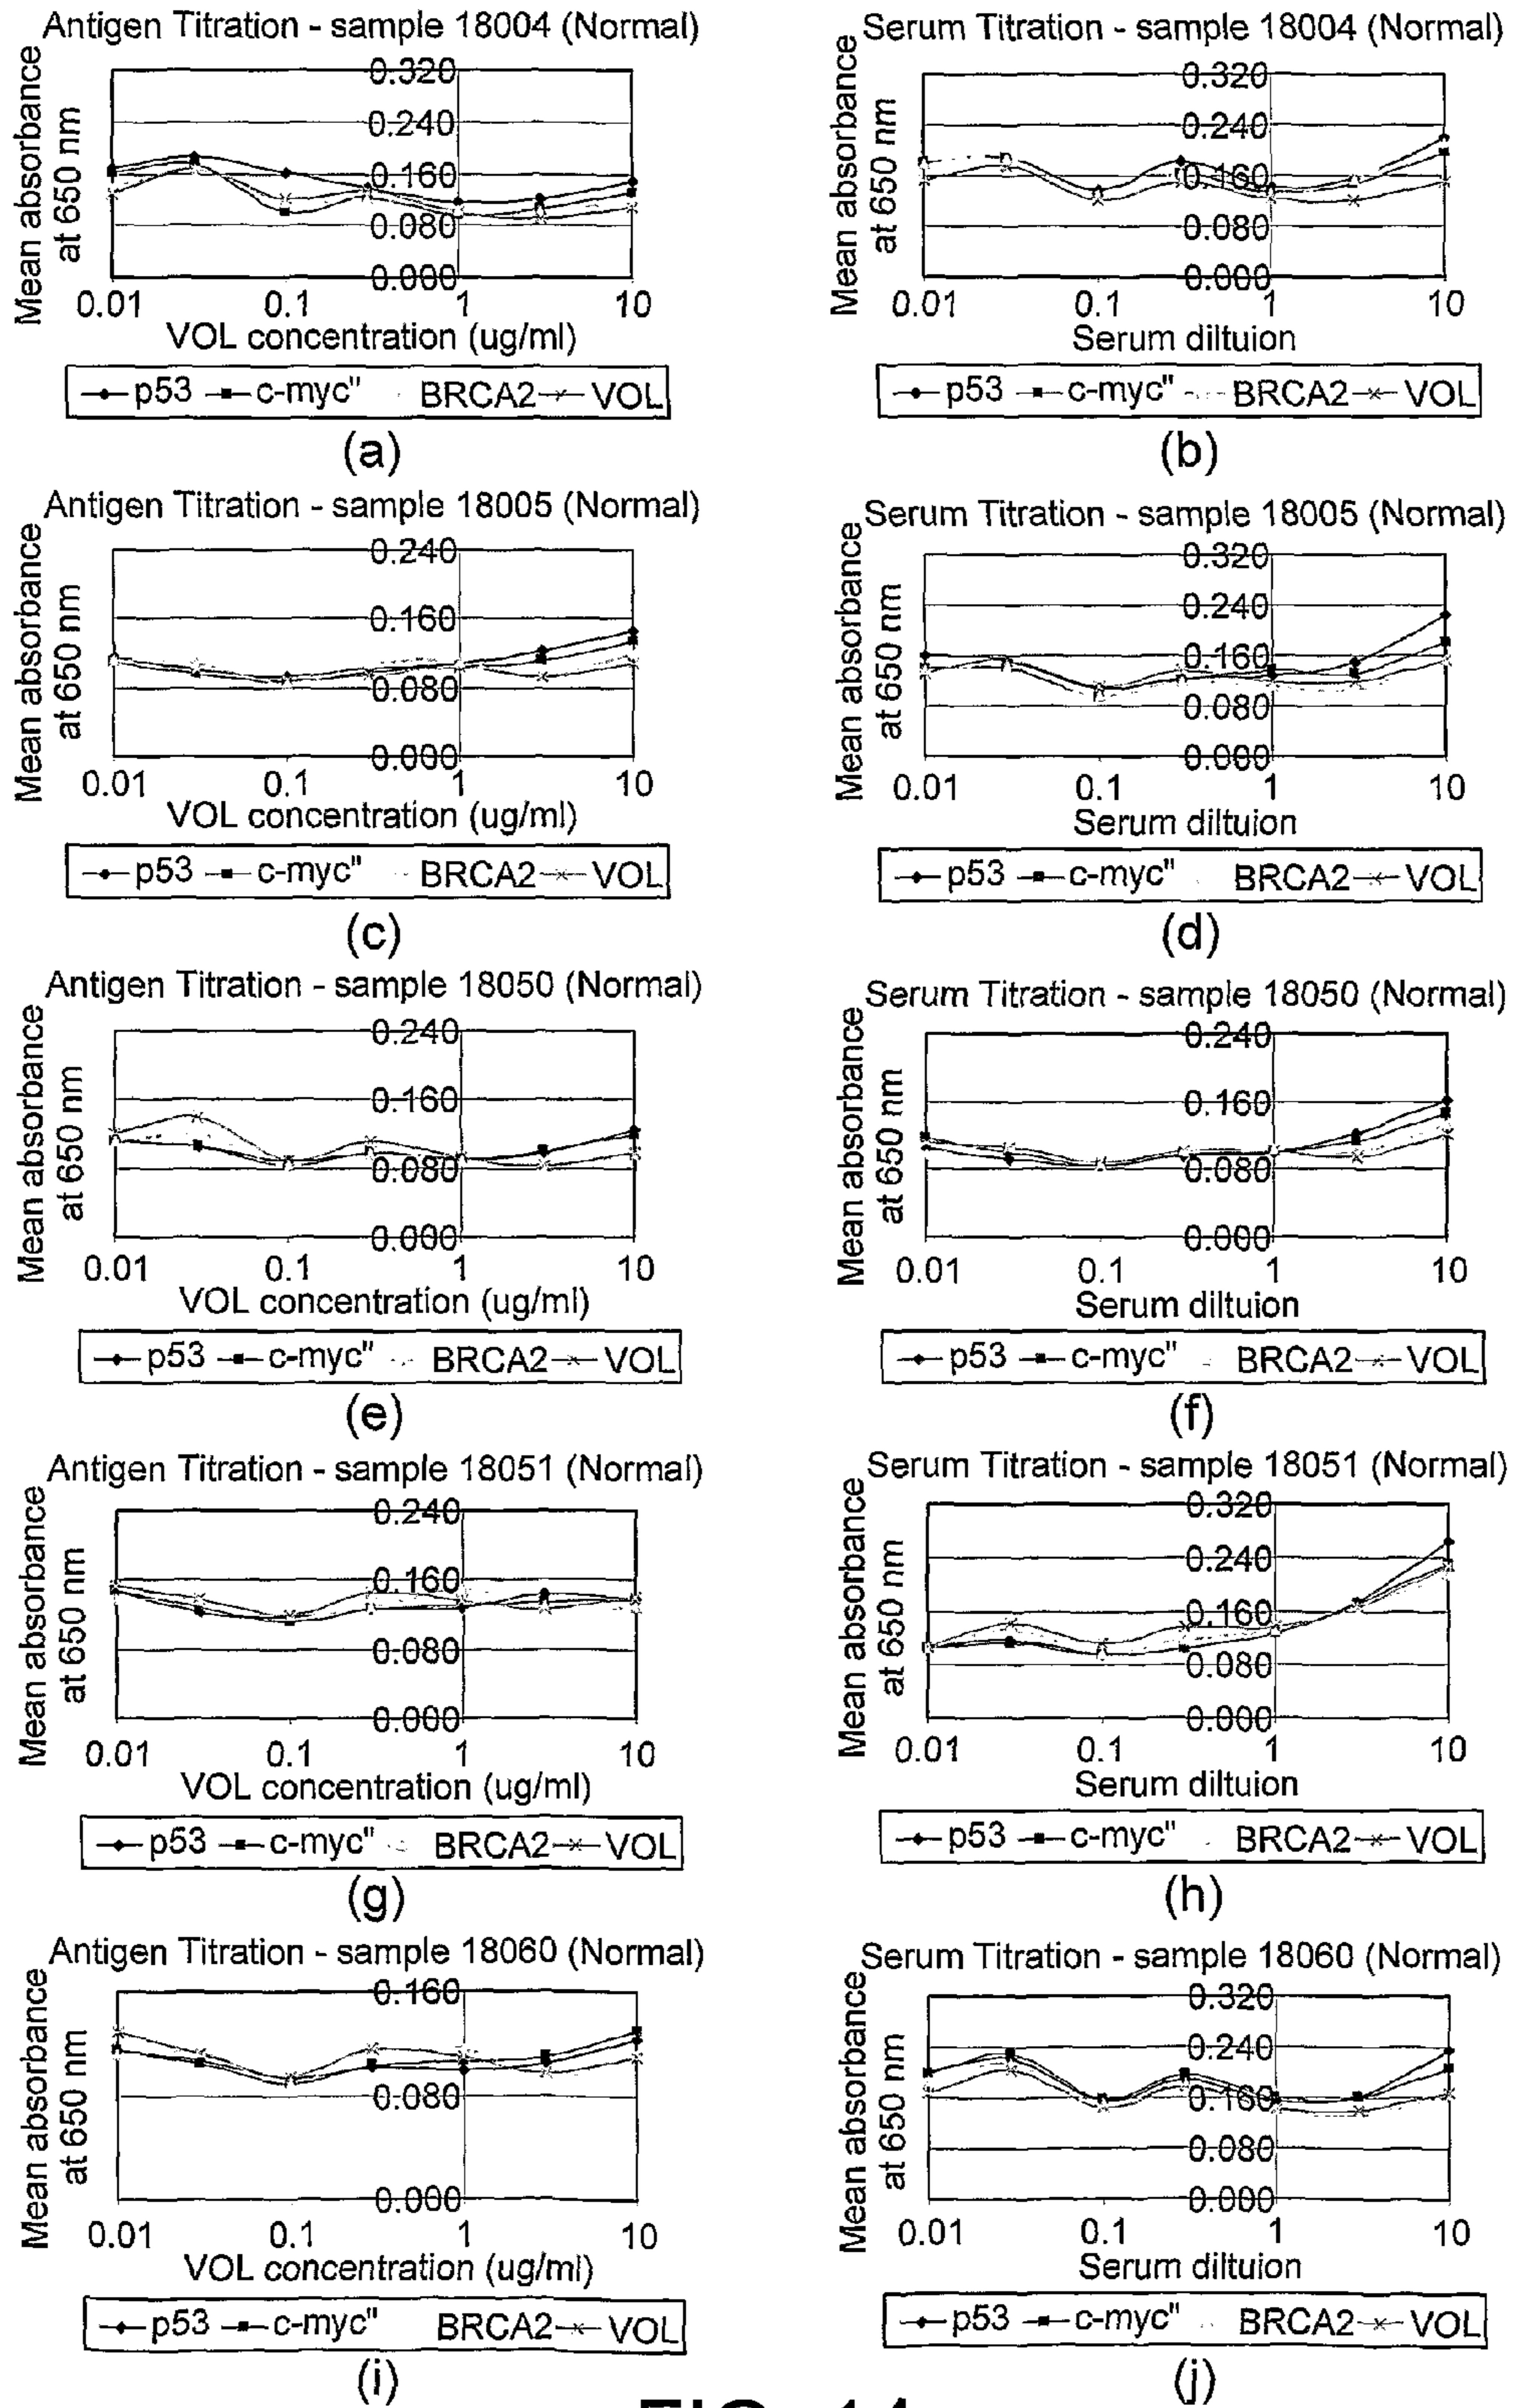 Antigen Titration - sample 18004 (Normal)
Mean absorbance
at 650 nm
0.320
0.240
0.160
0.080
0.000
0.01 0.1 1 10
VOL concentration (ug/ml)
p53 c-myc" BRCA2 VOL
(a)
Serum Titration - sample 18004 (Normal)
Mean absorbance
at 650 nm
0.320
0.240
0.160
0.080
0.000
0.01 0.1 1 10
Serum diltuion
p53 c-myc" BRCA2 VOL
(b)
Antigen Titration - sample 18005 (Normal)
Mean absorbance
at 650 nm
0.240
0.160
0.080
0.000
0.01 0.1 1 10
VOL concentration (ug/ml)
p53 c-myc" BRCA2 VOL
(c)
Serum Titration - sample 18005 (Normal)
Mean absorbance
at 650 nm
0.320
0.240
0.160
0.080
0.000
0.01 0.1 1 10
Serum diltuion
p53 c-myc" BRCA2 VOL
(d)
Antigen Titration - sample 18050 (Normal)
Mean absorbance
at 650 nm
0.240
0.160
0.080
0.000
0.01 0.1 1 10
VOL concentration (ug/ml)
p53 c-myc" BRCA2 VOL
(e)
Serum Titration - sample 18050 (Normal)
Mean absorbance
at 650 nm
0.240
0.160
0.080
0.000
0.01 0.1 1 10
Serum diltuion
p53 c-myc" BRCA2 VOL
(f)
Antigen Titration - sample 18051 (Normal)
Mean absorbance
at 650 nm
0.240
0.160
0.080
0.000
0.01 0.1 1 10
VOL concentration (ug/ml)
p53 c-myc" BRCA2 VOL
(g)
Serum Titration - sample 18051 (Normal)
Mean absorbance
at 650 nm
0.320
0.240
0.160
0.080
0.000
0.01 0.1 1 10
Serum diltuion
p53 c-myc" BRCA2 VOL
(h)
Antigen Titration - sample 18060 (Normal)
Mean absorbance
at 650 nm
0.160
0.080
0.000
0.01 0.1 1 10
VOL concentration (ug/ml)
p53 c-myc" BRCA2 VOL
(i)
Serum Titration - sample 18060 (Normal)
Mean absorbance
at 650 nm
0.320
0.240
0.160
0.080
0.000
0.01 0.1 1 10
Serum diltuion
p53 c-myc" BRCA2 VOL
(j)